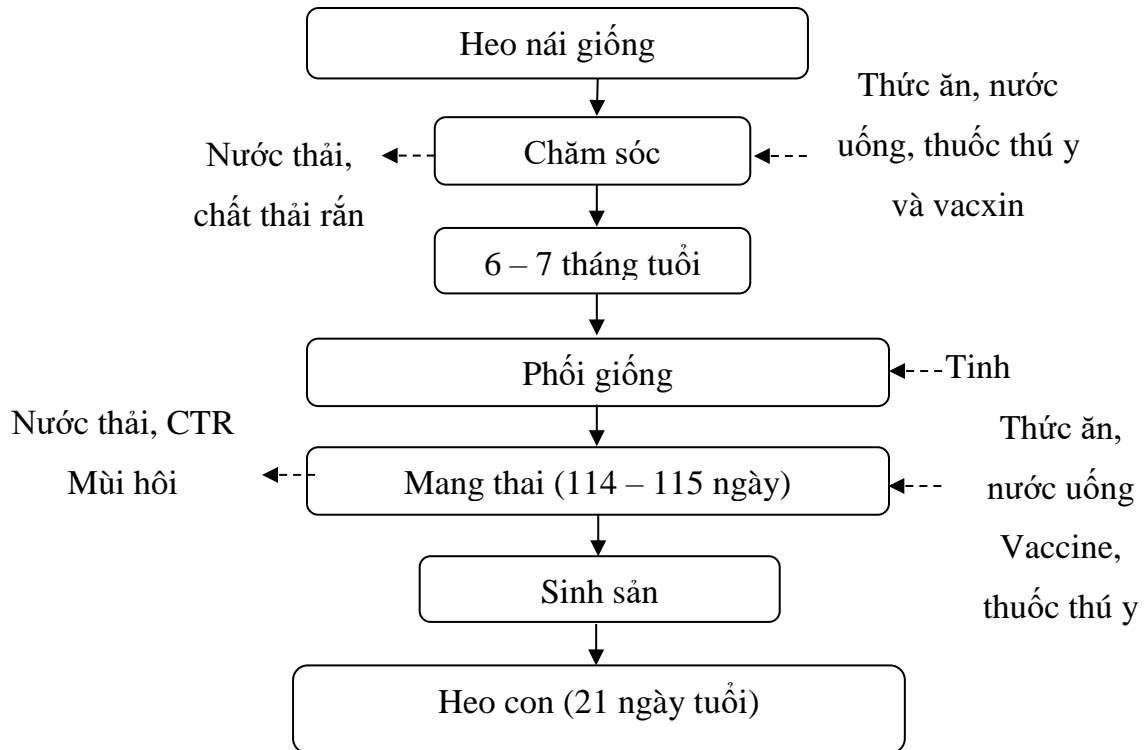 Heo nái giống
Thức ăn, nước
uống, thuốc thú y
và vacxin
Chăm sóc
Nước thải,
chất thải rắn
6 – 7 tháng tuổi
Phối giống
Tinh
Nước thải, CTR
Mùi hôi
Mang thai (114 – 115 ngày)
Thức ăn,
nước uống
Vaccine,
thuốc thú y
Sinh sản
Heo con (21 ngày tuổi)